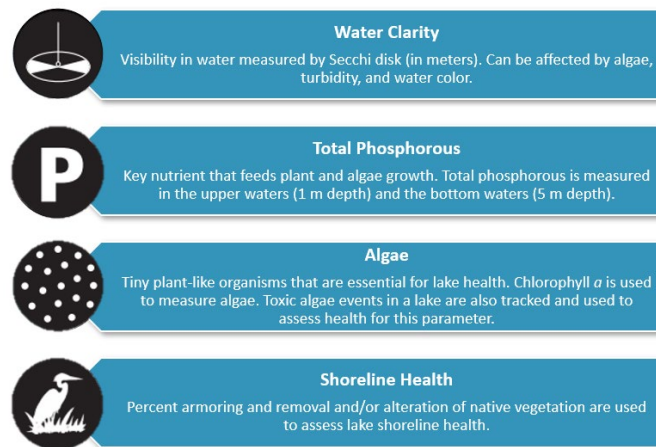 Water Clarity
Visibility in water measured by Secchi disk (in meters). Can be affected by algae,
turbidity, and water color.
P
Total Phosphorous
Key nutrient that feeds plant and algae growth. Total phosphorous is measured
in the upper waters (1 m depth) and the bottom waters (5 m depth).
Algae
Tiny plant-like organisms that are essential for lake health. Chlorophyll a is used
to measure algae. Toxic algae events in a lake are also tracked and used to
assess health for this parameter.
Shoreline Health
Percent armoring and removal and/or alteration of native vegetation are used
to assess lake shoreline health.